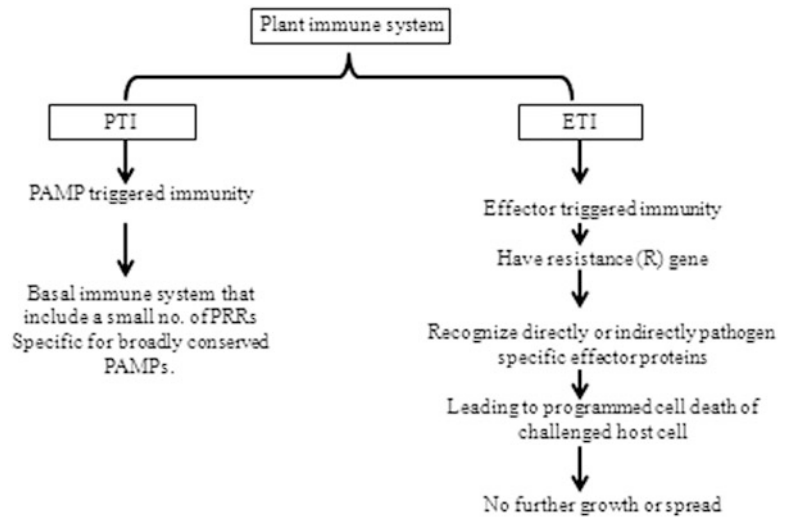 Plant immune system
PTI
PAMP triggered immunity
Basal immune system that
include a small no. of PRRs
Specific for broadly conserved
PAMPs.
ETI
Effector triggered immunity
Have resistance (R) gene
Recognize directly or indirectly pathogen
specific effector proteins
Leading to programmed cell death of
challenged host cell
No further growth or spread